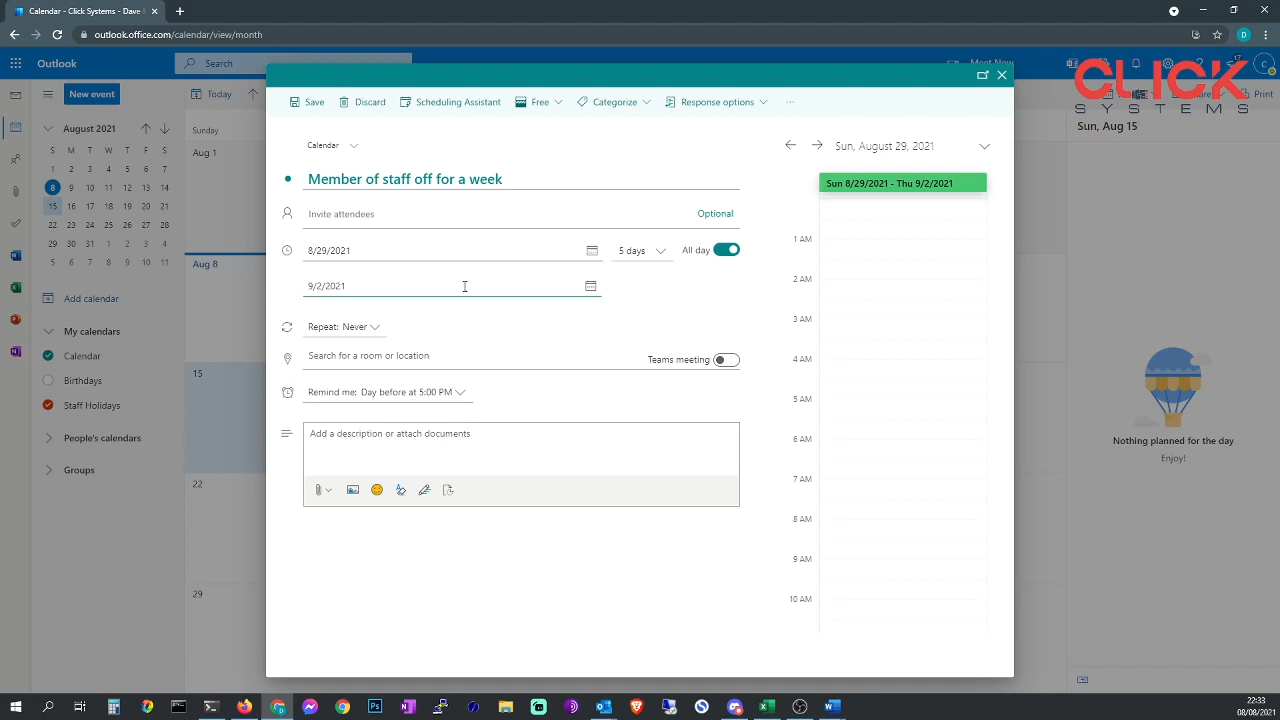 Calendar - Click Systems - Dave
outlook.office.com/calendar/view/month
Outlook
Search
Meet Now
CLICK
SYSTEMS
New event
Today
Print
Save
Discard
Scheduling Assistant
Free
Categorize
Response options
August 2021
Sunday
Sun, Aug 15
S M T W T F S
1 2 3 4 5 6 7
8 9 10 11 12 13 14
15 16 17 18 19 20 21
22 23 24 25 26 27 28
29 30 31 1 2 3 4
5 6 7 8 9 10 11
Add calendar
My calendars
Calendar
Birthdays
Staff Holidays
People's calendars
Groups
Aug 1
Aug 8
15
22
29
Calendar
Member of staff off for a week
Invite attendees
Optional
8/29/2021
5 days
All day
9/2/2021
Repeat: Never
Search for a room or location
Teams meeting
Remind me: Day before at 5:00 PM
Add a description or attach documents
Sun, August 29, 2021
Sun 8/29/2021 - Thu 9/2/2021
1 AM
2 AM
3 AM
4 AM
5 AM
6 AM
7 AM
8 AM
9 AM
10 AM
Nothing planned for the day
Enjoy!
22:33
08/08/2021